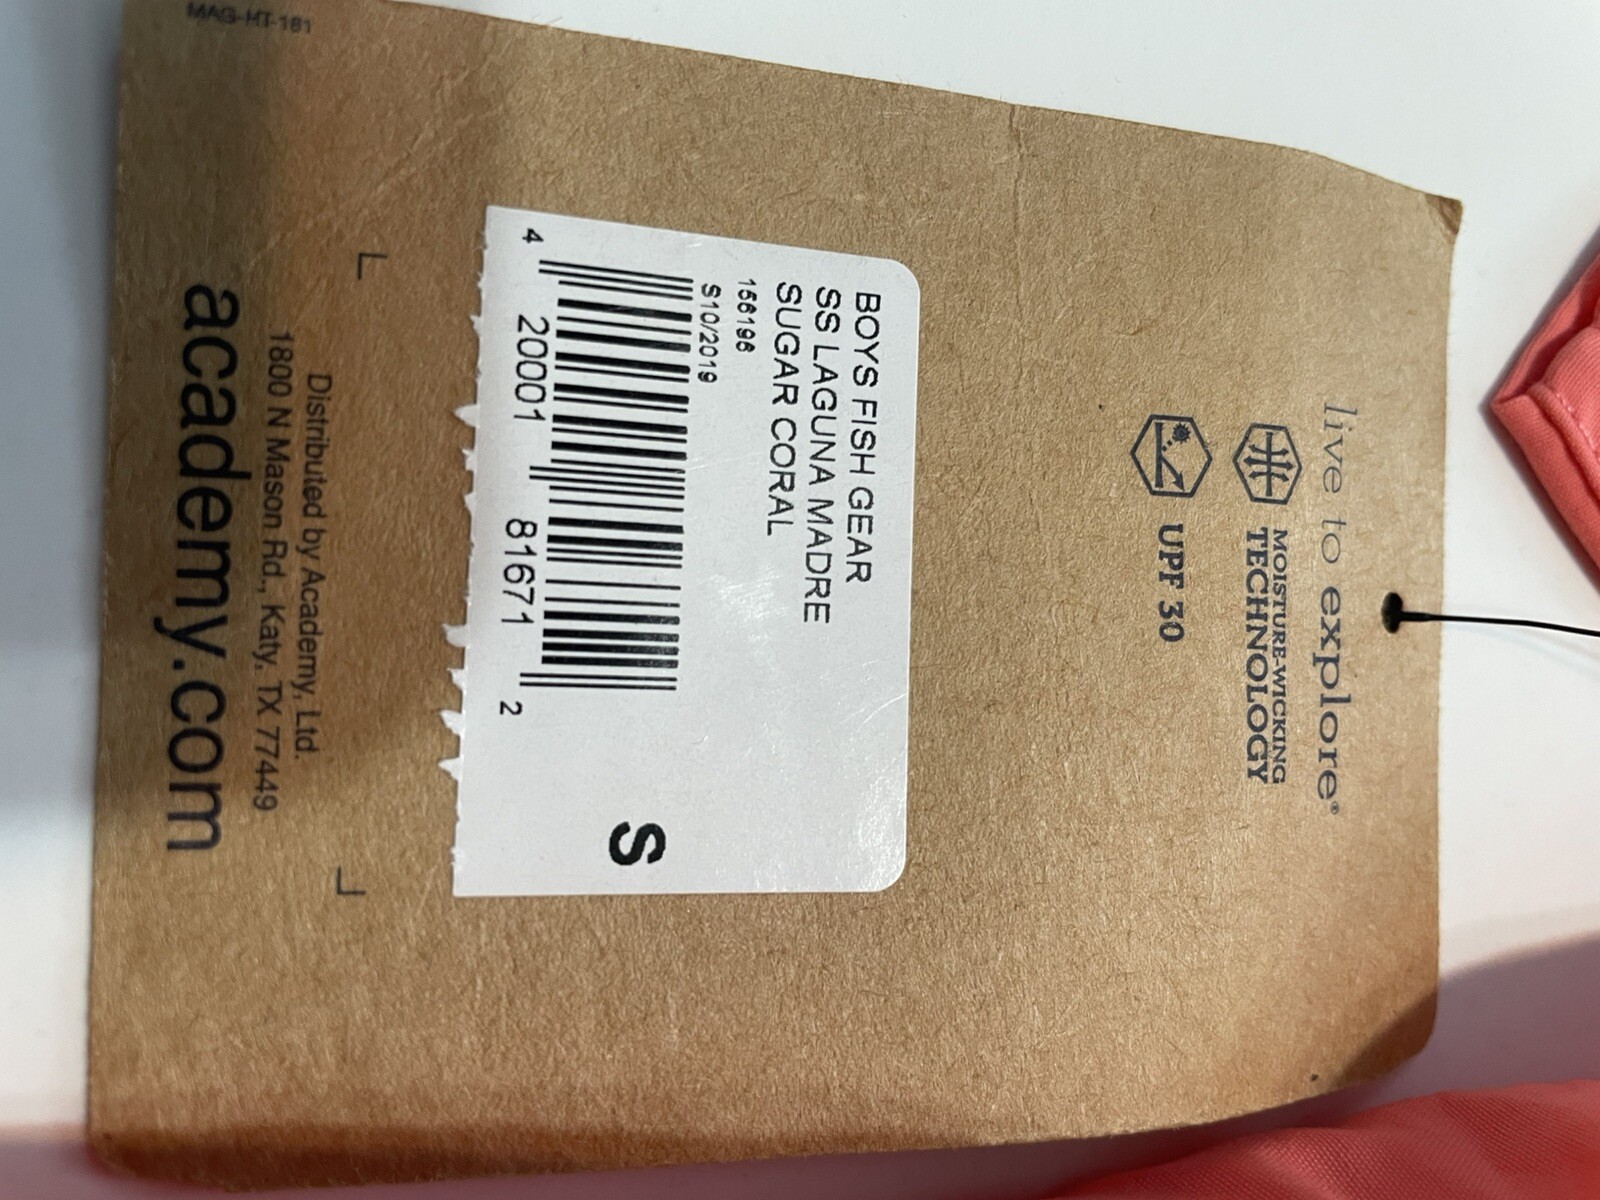 live to explore®
MOISTURE-WICKING
TECHNOLOGY
UPF 30
BOYS FISH GEAR
SS LAGUNA MADRE
SUGAR CORAL
156196
S10/2019
4 20001 81671 2
S
Distributed by Academy, Ltd.
1800 N Mason Rd., Katy, TX 77449
academy.com
MAG-HT-181